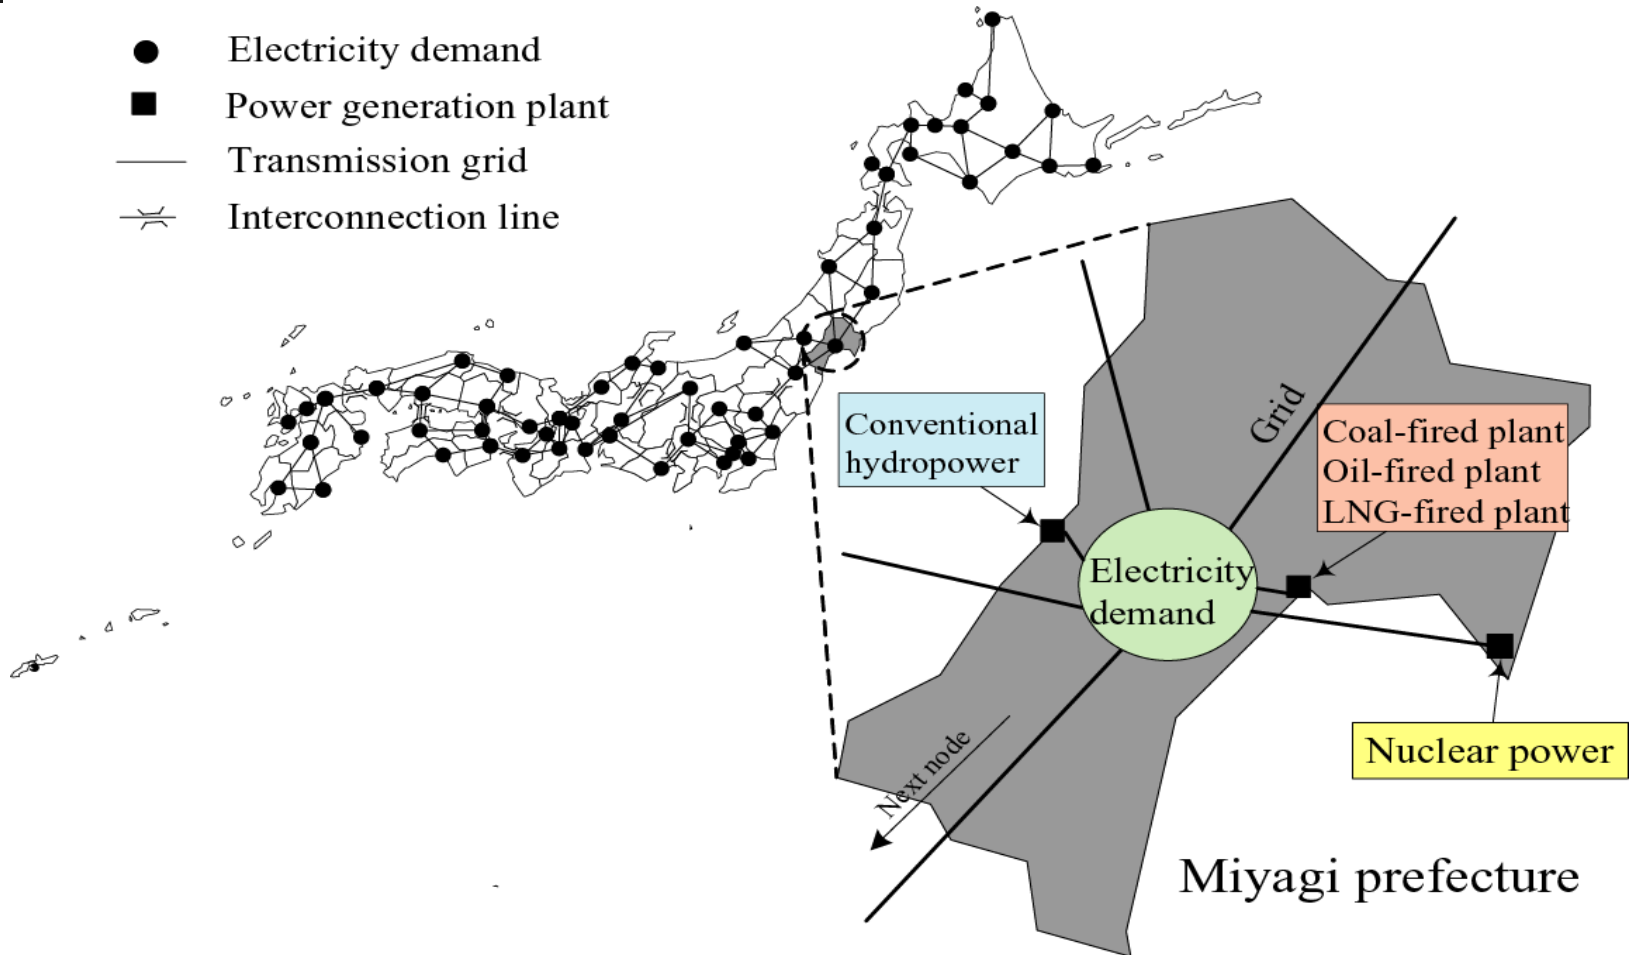 Electricity demand
Power generation plant
Transmission grid
Interconnection line
Grid
Conventional
hydropower
Coal-fired plant
Oil-fired plant
LNG-fired plant
Electricity
demand
Next node
Nuclear power
Miyagi prefecture